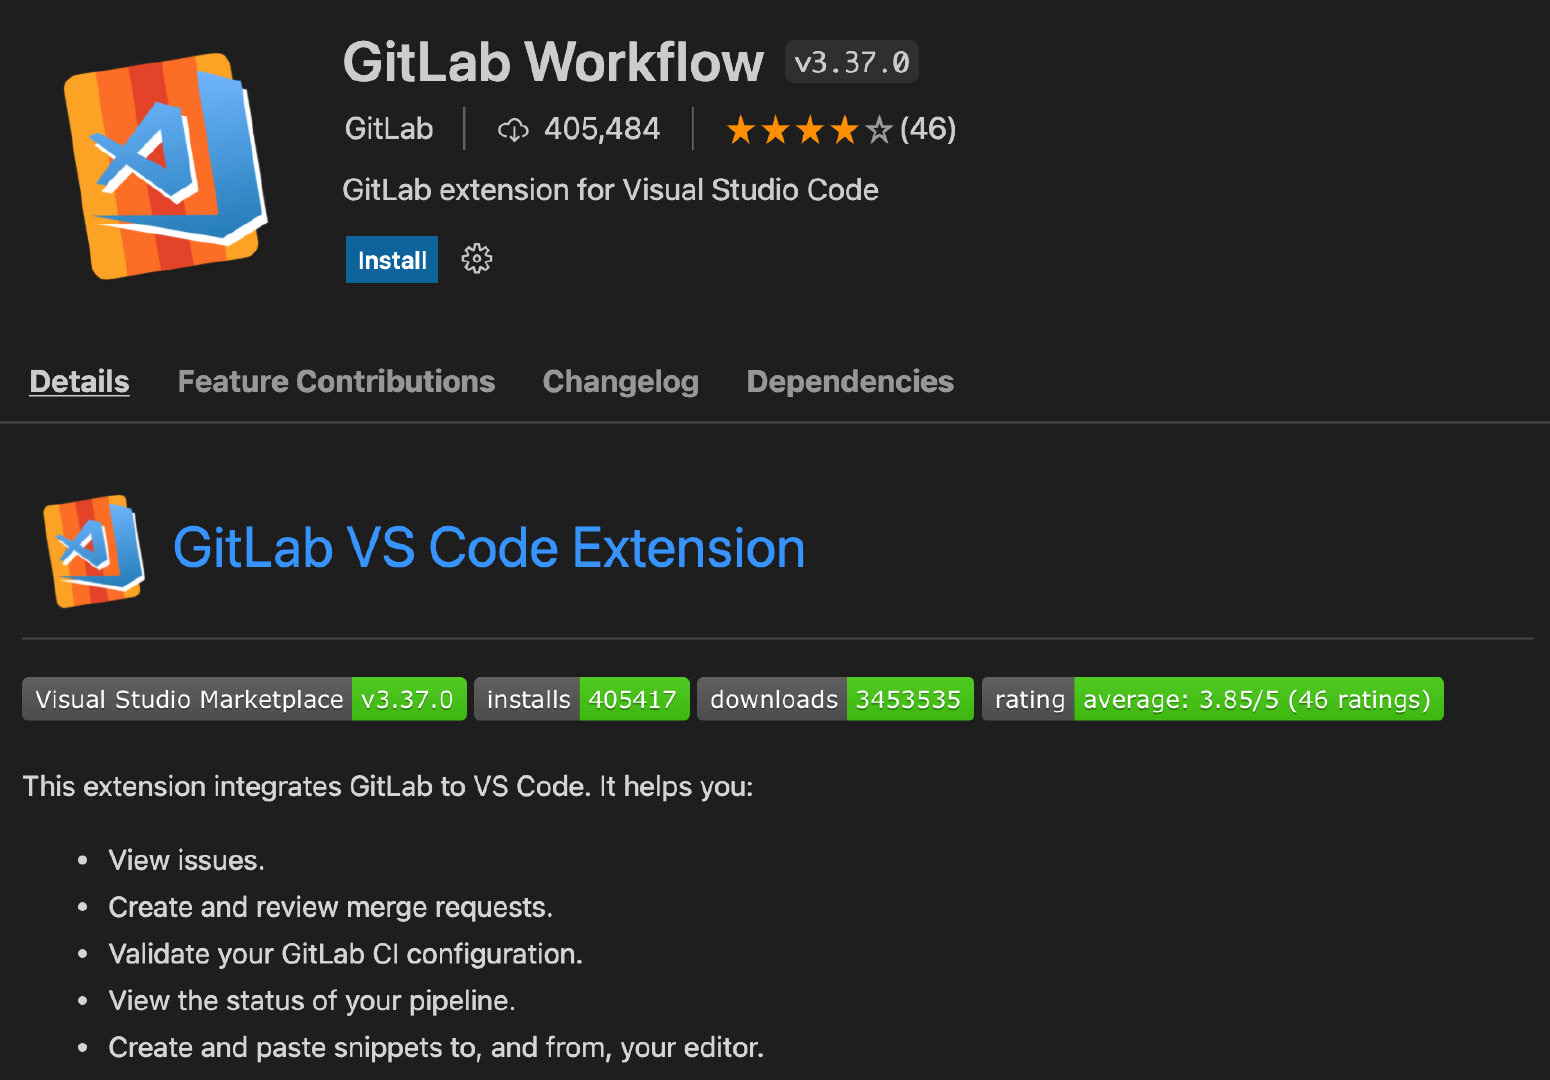 GitLab Workflow v3.37.0
GitLab 405,484 (46)
GitLab extension for Visual Studio Code
Install
Details Feature Contributions Changelog Dependencies
GitLab VS Code Extension
Visual Studio Marketplace v3.37.0 installs 405417 downloads 3453535 rating average: 3.85/5 (46 ratings)
This extension integrates GitLab to VS Code. It helps you:
• View issues.
• Create and review merge requests.
• Validate your GitLab CI configuration.
• View the status of your pipeline.
• Create and paste snippets to, and from, your editor.